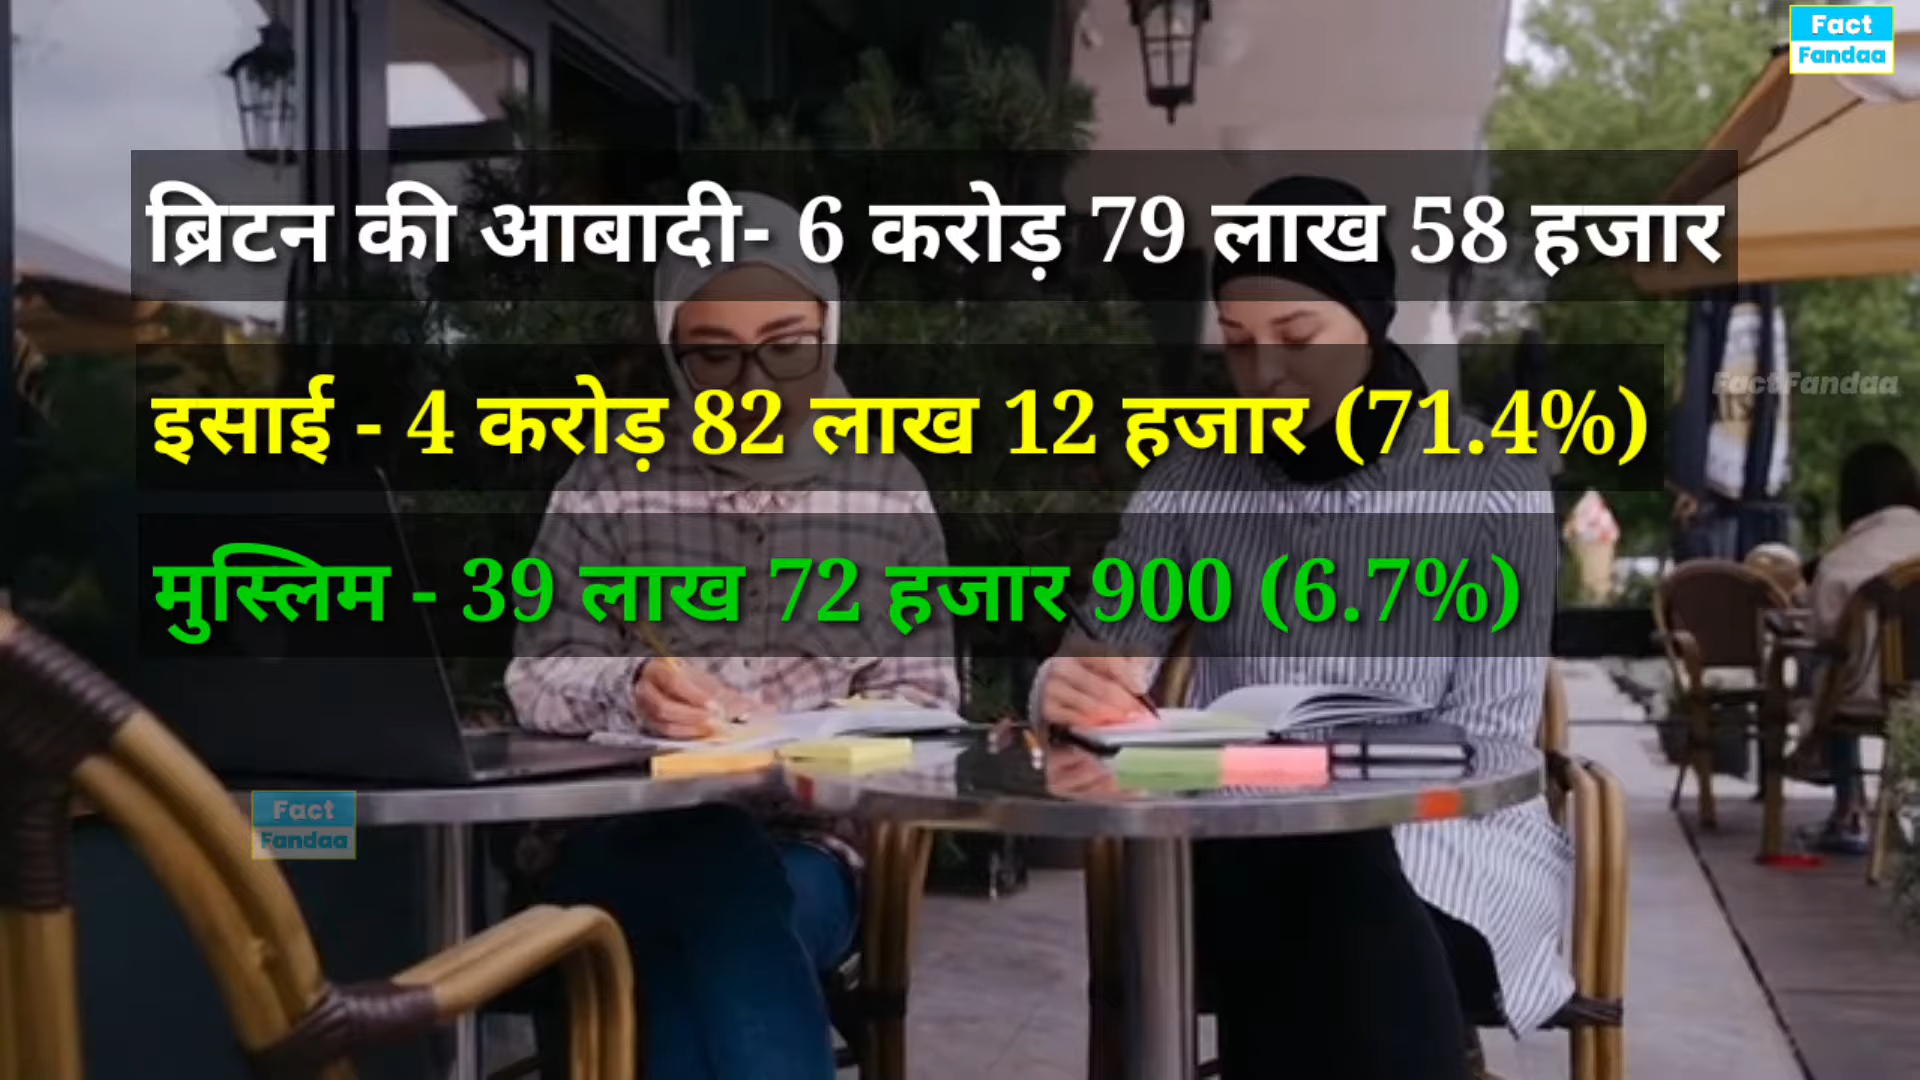 Fact
Fandaa
ब्रिटन की आबादी- 6 करोड़ 79 लाख 58 हजार
इसाई - 4 करोड़ 82 लाख 12 हजार (71.4%)
FactFandaa
मुस्लिम - 39 लाख 72 हजार 900 (6.7%)
Fact
Fandaa